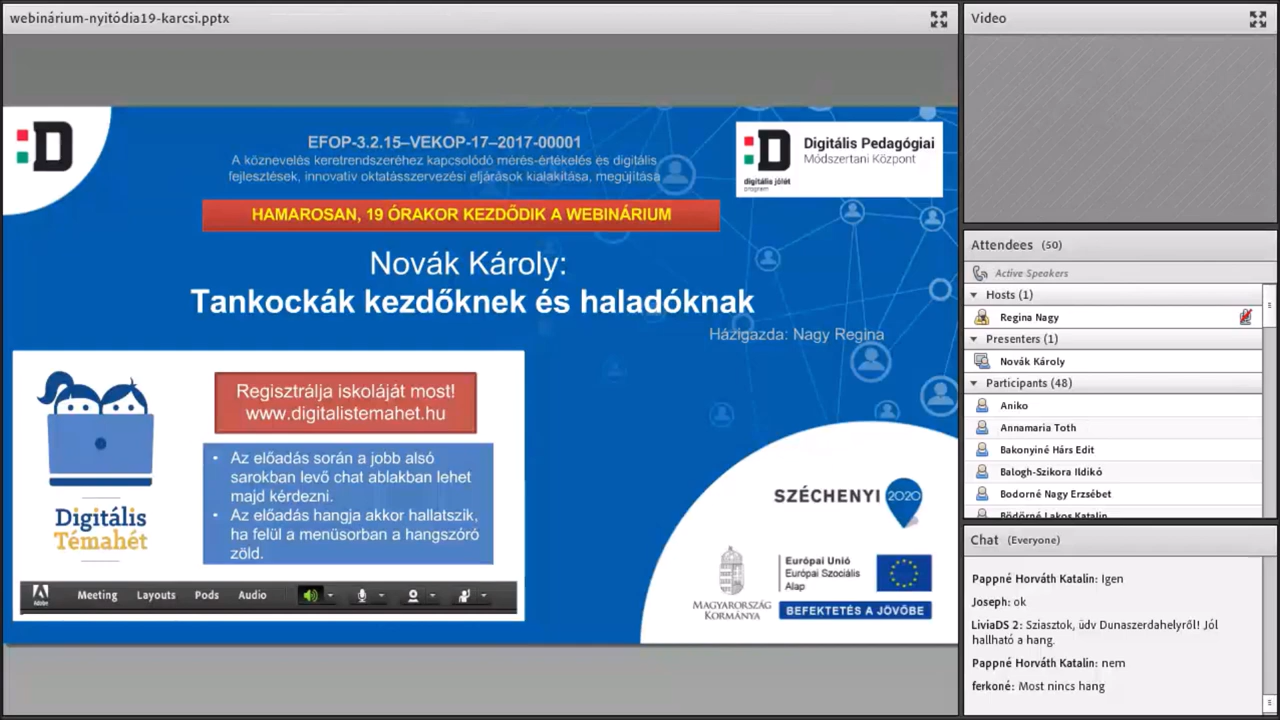 webinárium-nyitódia19-karcsi.pptx
:D
EFOP-3.2.15–VEKOP-17–2017-00001
A köznevelés keretrendszeréhez kapcsolódó mérés-értékelés és digitális
fejlesztések, innovatív oktatásszervezési eljárások kialakítása, megújítása
HAMAROSAN, 19 ÓRAKOR KEZDŐDIK A WEBINÁRIUM
:D
digitális jólét
program
Digitális Pedagógiai
Módszertani Központ
Novák Károly:
Tankockák kezdőknek és haladóknak
Házigazda: Nagy Regina
Digitális
Témahét
Regisztrálja iskoláját most!
www.digitalistemahet.hu
• Az előadás során a jobb alsó
sarokban levő chat ablakban lehet
majd kérdezni.
• Az előadás hangja akkor hallatszik,
ha felül a menüsorban a hangszóró
zöld.
Adobe
Meeting
Layouts
Pods
Audio
SZÉCHENYI 2020
MAGYARORSZÁG
KORMÁNYA
Európai Unió
Európai Szociális
Alap
BEFEKTETÉS A JÖVŐBE
Video
Attendees (50)
Active Speakers
Hosts (1)
Regina Nagy
Presenters (1)
Novák Károly
Participants (48)
Aniko
Annamaria Toth
Bakonyiné Hárs Edit
Balogh-Szikora Ildikó
Bodorné Nagy Erzsébet
Bödőrné Lakos Katalin
Chat (Everyone)
Pappné Horváth Katalin: Igen
Joseph: ok
LiviaDS 2: Sziasztok, üdv Dunaszerdahelyről! Jól
hallható a hang.
Pappné Horváth Katalin: nem
ferkoné: Most nincs hang